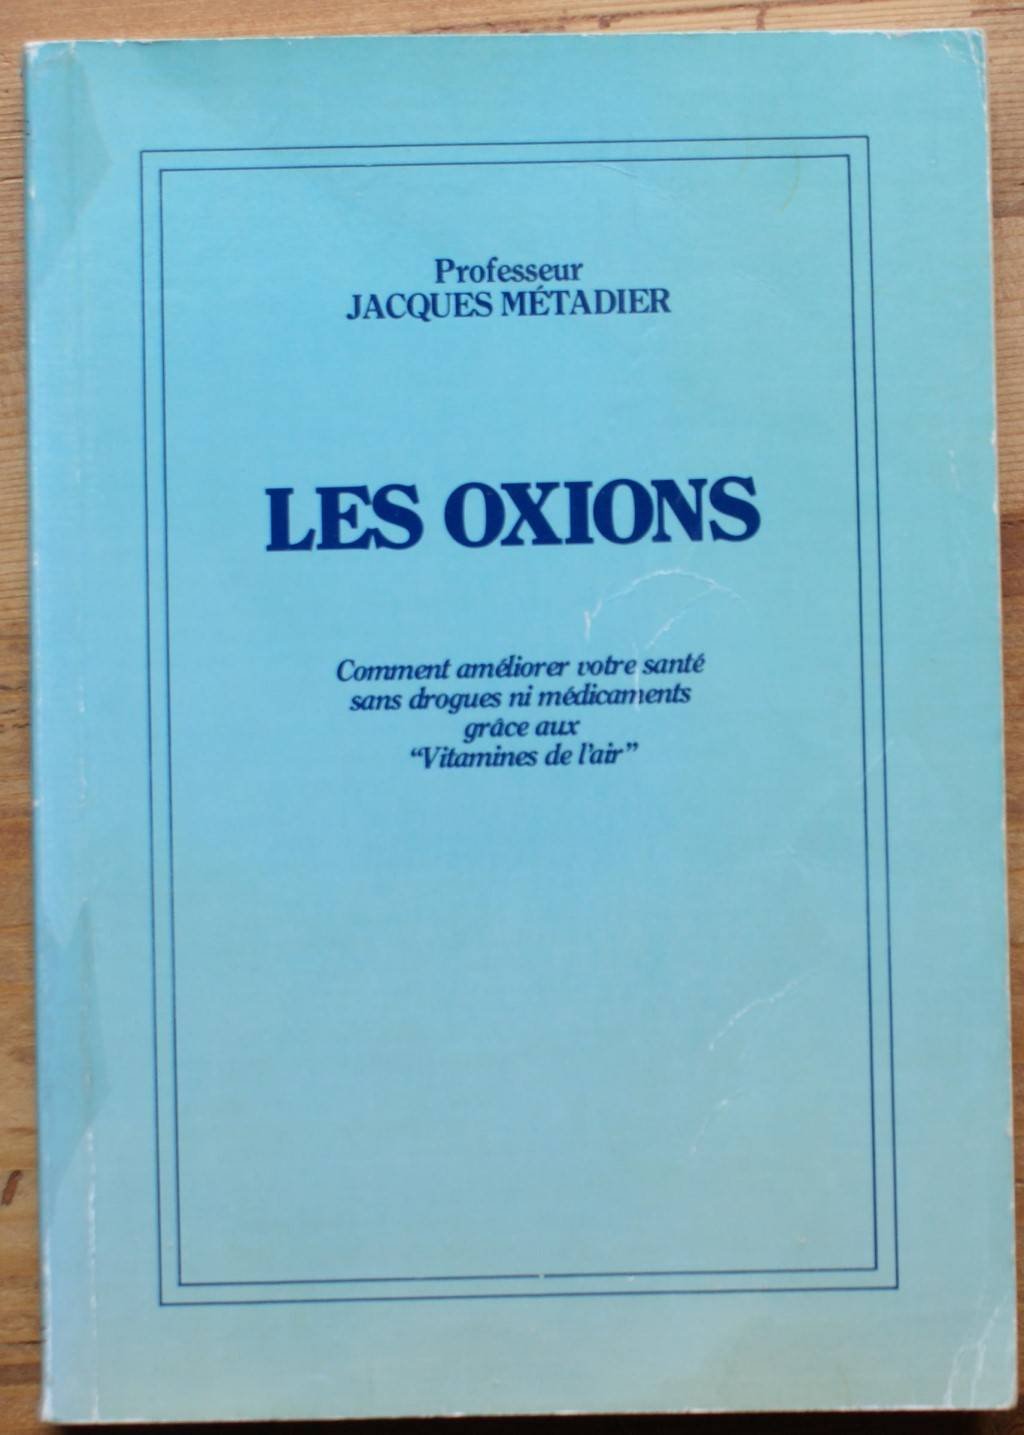 Professeur
JACQUES MÉTADIER
LES OXIONS
Comment améliorer votre santé
sans drogues ni médicaments
grâce aux
“Vitamines de l'air”